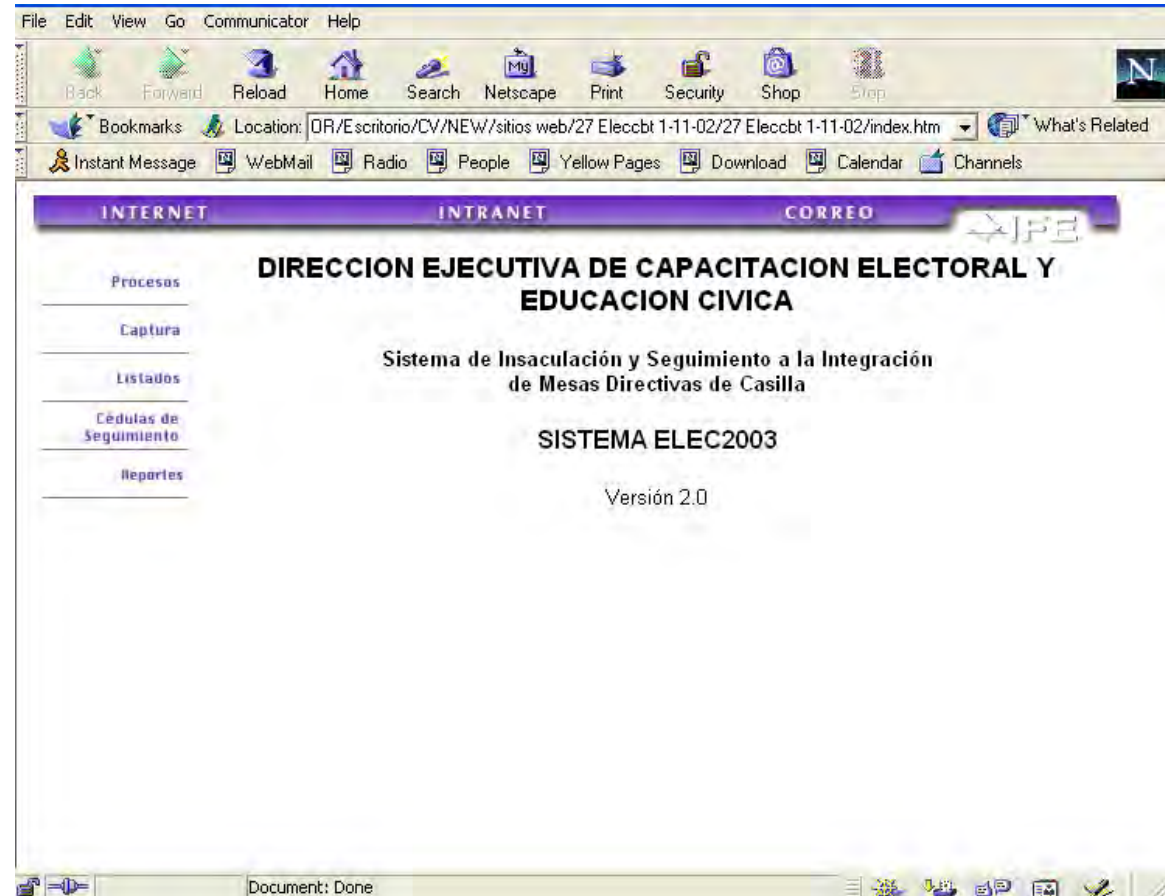 File Edit View Go Communicator Help
Back Forward Reload Home Search Netscape Print Security Shop Stop
My
N
Bookmarks Location: OR/Escritorio/CV/NEW/sitios web/27 Eleccbt 1-11-02/27 Eleccbt 1-11-02/index.htm What's Related
Instant Message WebMail Radio People Yellow Pages Download Calendar Channels
INTERNET INTRANET CORREO
IFE
DIRECCION EJECUTIVA DE CAPACITACION ELECTORAL Y
EDUCACION CIVICA
Procesos
Captura
Listados
Cédulas de
Seguimiento
Reportes
Sistema de Insaculación y Seguimiento a la Integración
de Mesas Directivas de Casilla
SISTEMA ELEC2003
Versión 2.0
Document: Done